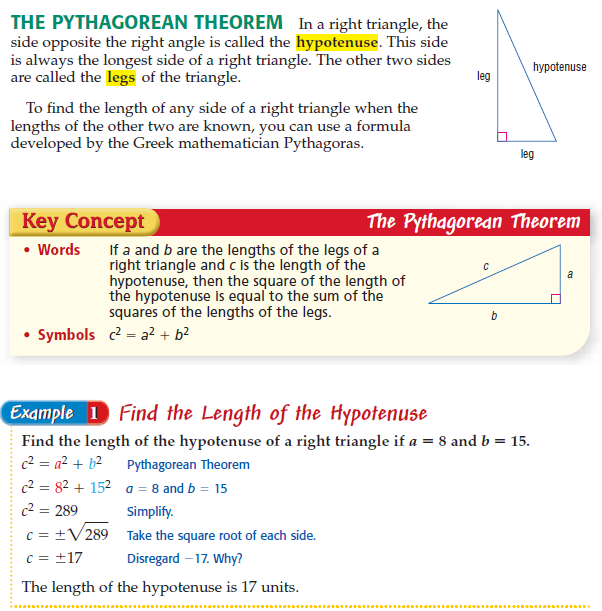 THE PYTHAGOREAN THEOREM In a right triangle, the
side opposite the right angle is called the hypotenuse. This side
is always the longest side of a right triangle. The other two sides
are called the legs of the triangle.
To find the length of any side of a right triangle when the
lengths of the other two are known, you can use a formula
developed by the Greek mathematician Pythagoras.
leg
hypotenuse
leg
Key Concept The Pythagorean Theorem
• Words If a and b are the lengths of the legs of a
right triangle and c is the length of the
hypotenuse, then the square of the length of
the hypotenuse is equal to the sum of the
squares of the lengths of the legs.
• Symbols c² = a² + b²
c
a
b
Example 1 Find the Length of the Hypotenuse
Find the length of the hypotenuse of a right triangle if a = 8 and b = 15.
c² = a² + b² Pythagorean Theorem
c² = 8² + 15² a = 8 and b = 15
c² = 289 Simplify.
c = ±√289 Take the square root of each side.
c = ±17 Disregard −17. Why?
The length of the hypotenuse is 17 units.